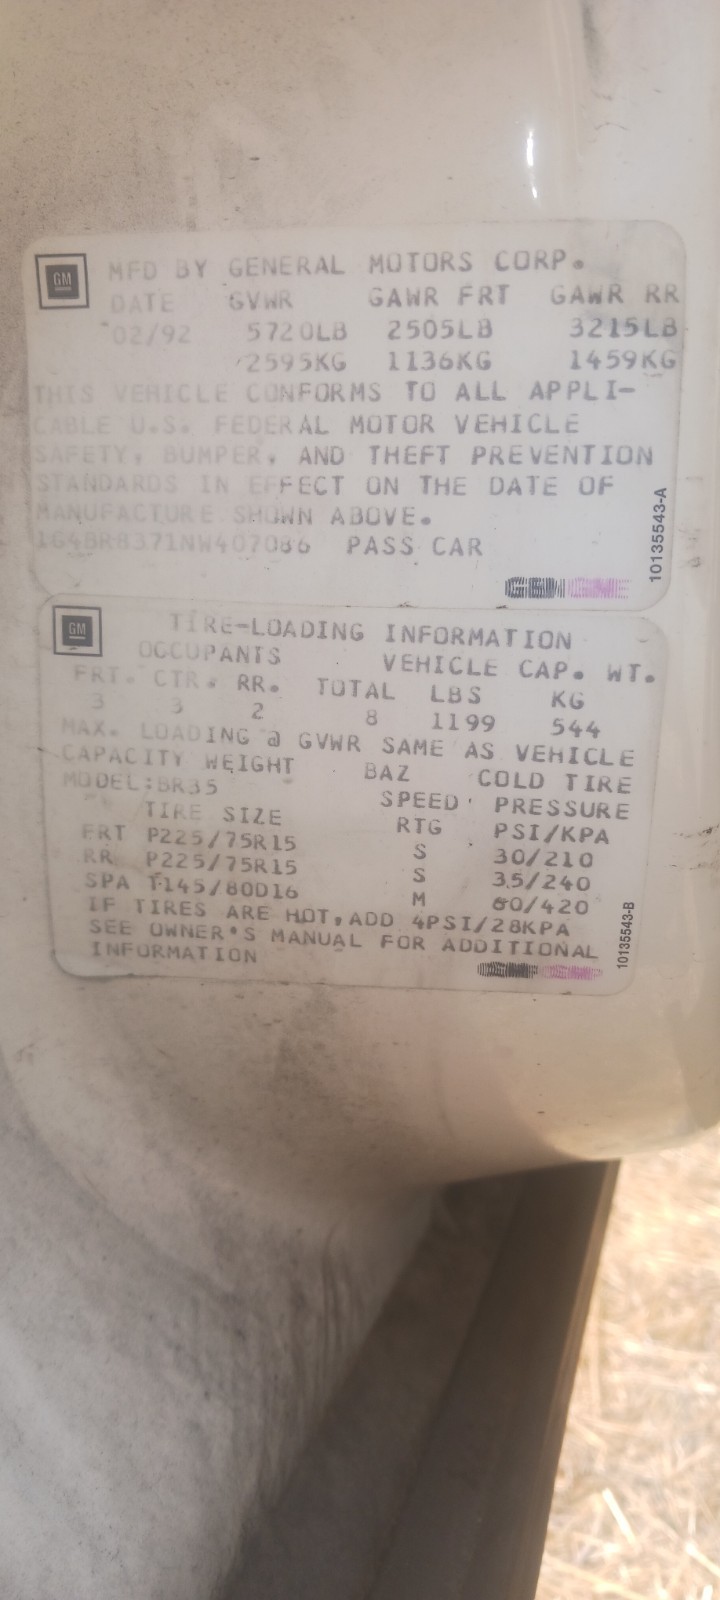 GM
MFD BY GENERAL MOTORS CORP.
DATE GVWR GAWR FRT GAWR RR
02/92 5720LB 2505LB 3215LB
2595KG 1136KG 1459KG
THIS VEHICLE CONFORMS TO ALL APPLI-
CABLE U.S. FEDERAL MOTOR VEHICLE
SAFETY, BUMPER, AND THEFT PREVENTION
STANDARDS IN EFFECT ON THE DATE OF
MANUFACTURE SHOWN ABOVE.
1G4BR8371NW407086 PASS CAR
10135543-A
GM
TIRE-LOADING INFORMATION
OCCUPANTS VEHICLE CAP. WT.
FRT. CTR. RR. TOTAL LBS KG
3 3 2 8 1199 544
MAX. LOADING @ GVWR SAME AS VEHICLE
CAPACITY WEIGHT BAZ COLD TIRE
MODEL:BR35 SPEED PRESSURE
TIRE SIZE RTG PSI/KPA
FRT P225/75R15 S 30/210
RR P225/75R15 S 35/240
SPA T145/80D16 M 60/420
IF TIRES ARE HOT,ADD 4PSI/28KPA
SEE OWNER'S MANUAL FOR ADDITIONAL
INFORMATION
10135543-B